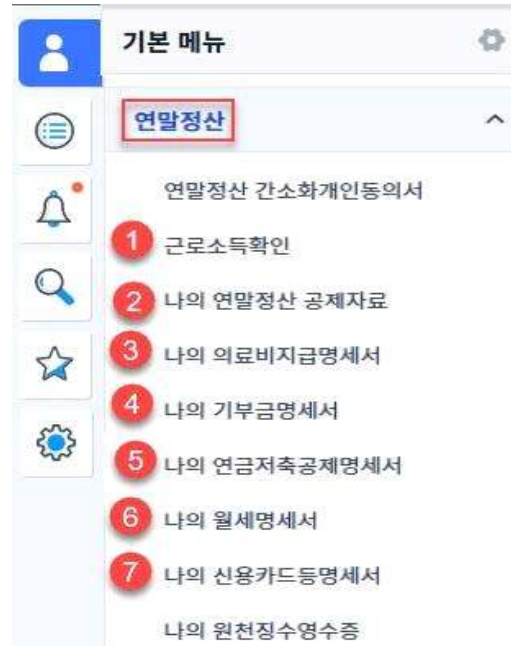 기본 메뉴
연말정산
연말정산 간소화개인동의서
1 근로소득확인
2 나의 연말정산 공제자료
3 나의 의료비지급명세서
4 나의 기부금명세서
5 나의 연금저축공제명세서
6 나의 월세명세서
7 나의 신용카드등명세서
나의 원천징수영수증